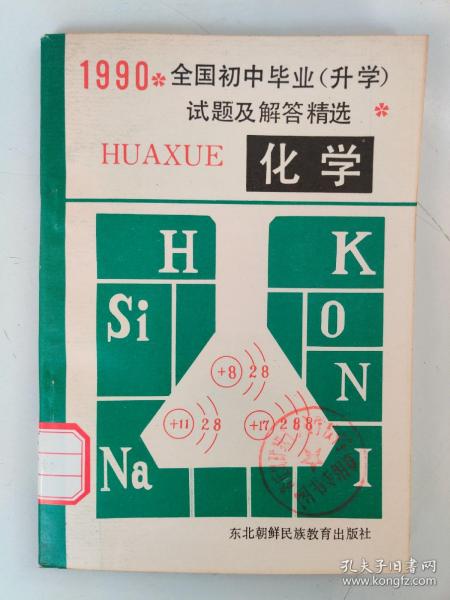 1990*全国初中毕业(升学)
试题及解答精选*
HUAXUE 化学
H K
Si O
N
+8 2 8
+11 2 8 +17 2 8 8
Na I
东北朝鲜民族教育出版社
孔夫子旧书网
www.kongfz.com